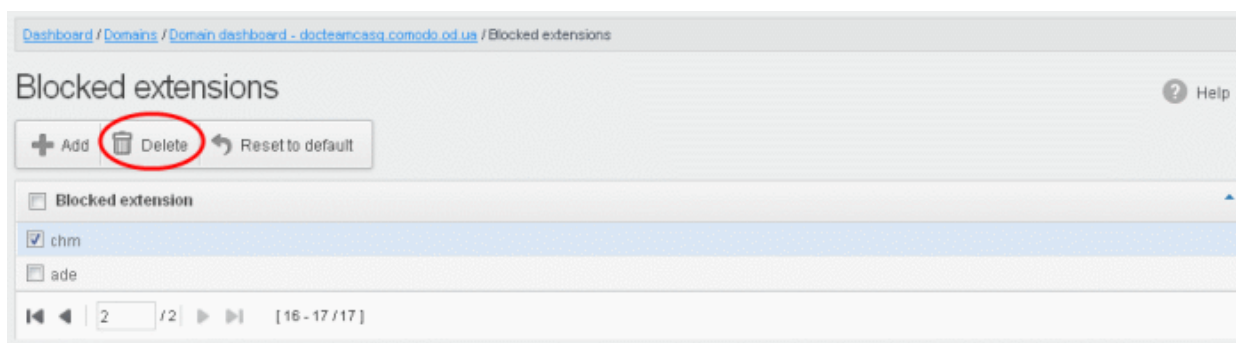 Dashboard / Domains / Domain dashboard - docteamcasg.comodo.od.ua / Blocked extensions
Blocked extensions
Help
Add Delete Reset to default
Blocked extension
chm
ade
2 / 2 [ 16 - 17 / 17 ]